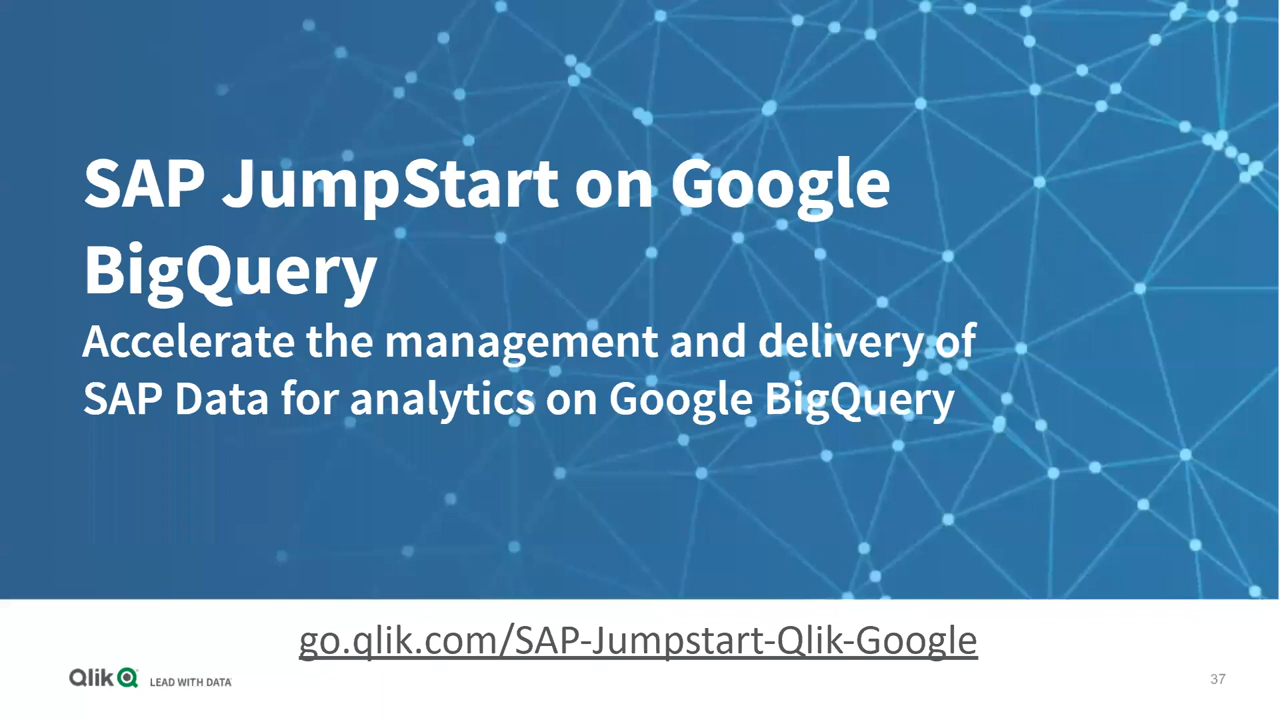 SAP JumpStart on Google
BigQuery
Accelerate the management and delivery of
SAP Data for analytics on Google BigQuery
go.qlik.com/SAP-Jumpstart-Qlik-Google
Qlik LEAD WITH DATA
37